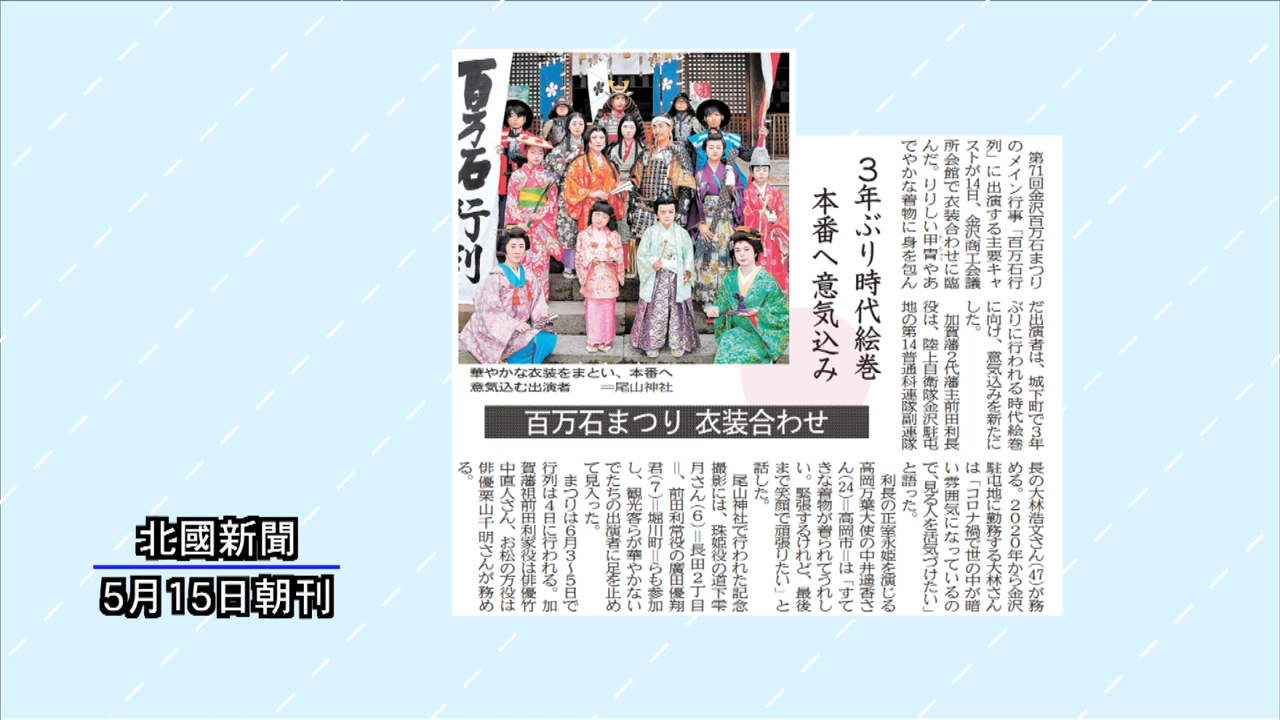 百万石行列
3年ぶり時代絵巻
本番へ意気込み
華やかな衣装をまとい、本番へ
意気込む出演者　＝尾山神社
百万石まつり 衣装合わせ
第71回金沢百万石まつり
のメイン行事「百万石行
列」に出演する主要キャ
ストが14日、金沢商工会議
所会館で衣装合わせに臨
んだ。りりしい甲冑やあ
でやかな着物に身を包ん
だ出演者は、城下町で3年
ぶりに行われる時代絵巻
に向け、意気込みを新たに
した。
加賀藩2代藩主前田利長
役は、陸上自衛隊金沢駐屯
地の第14普通科連隊副連隊
長の大林浩文さん(47)が務
める。2020年から金沢
駐屯地に勤務する大林さん
は「コロナ禍で世の中が暗
い雰囲気になっているの
で、見る人を活気づけたい」
と語った。
利長の正室永姫を演じる
高岡万葉大使の中井遥香さ
ん(24)＝高岡市＝は「すて
きな着物が着られてうれし
い。緊張するけれど、最後
まで笑顔で頑張りたい」と
話した。
尾山神社で行われた記念
撮影には、珠姫役の道下雫
月さん(6)＝長田2丁目
＝、前田利常役の廣田優翔
君(7)＝堀川町＝らも参加
し、観光客らが華やかない
でたちの出演者に足を止め
て見入った。
まつりは6月3～5日で
行列は4日に行われる。加
賀藩祖前田利家役は俳優竹
中直人さん、お松の方役は
俳優栗山千明さんが務め
る。
北國新聞
5月15日朝刊